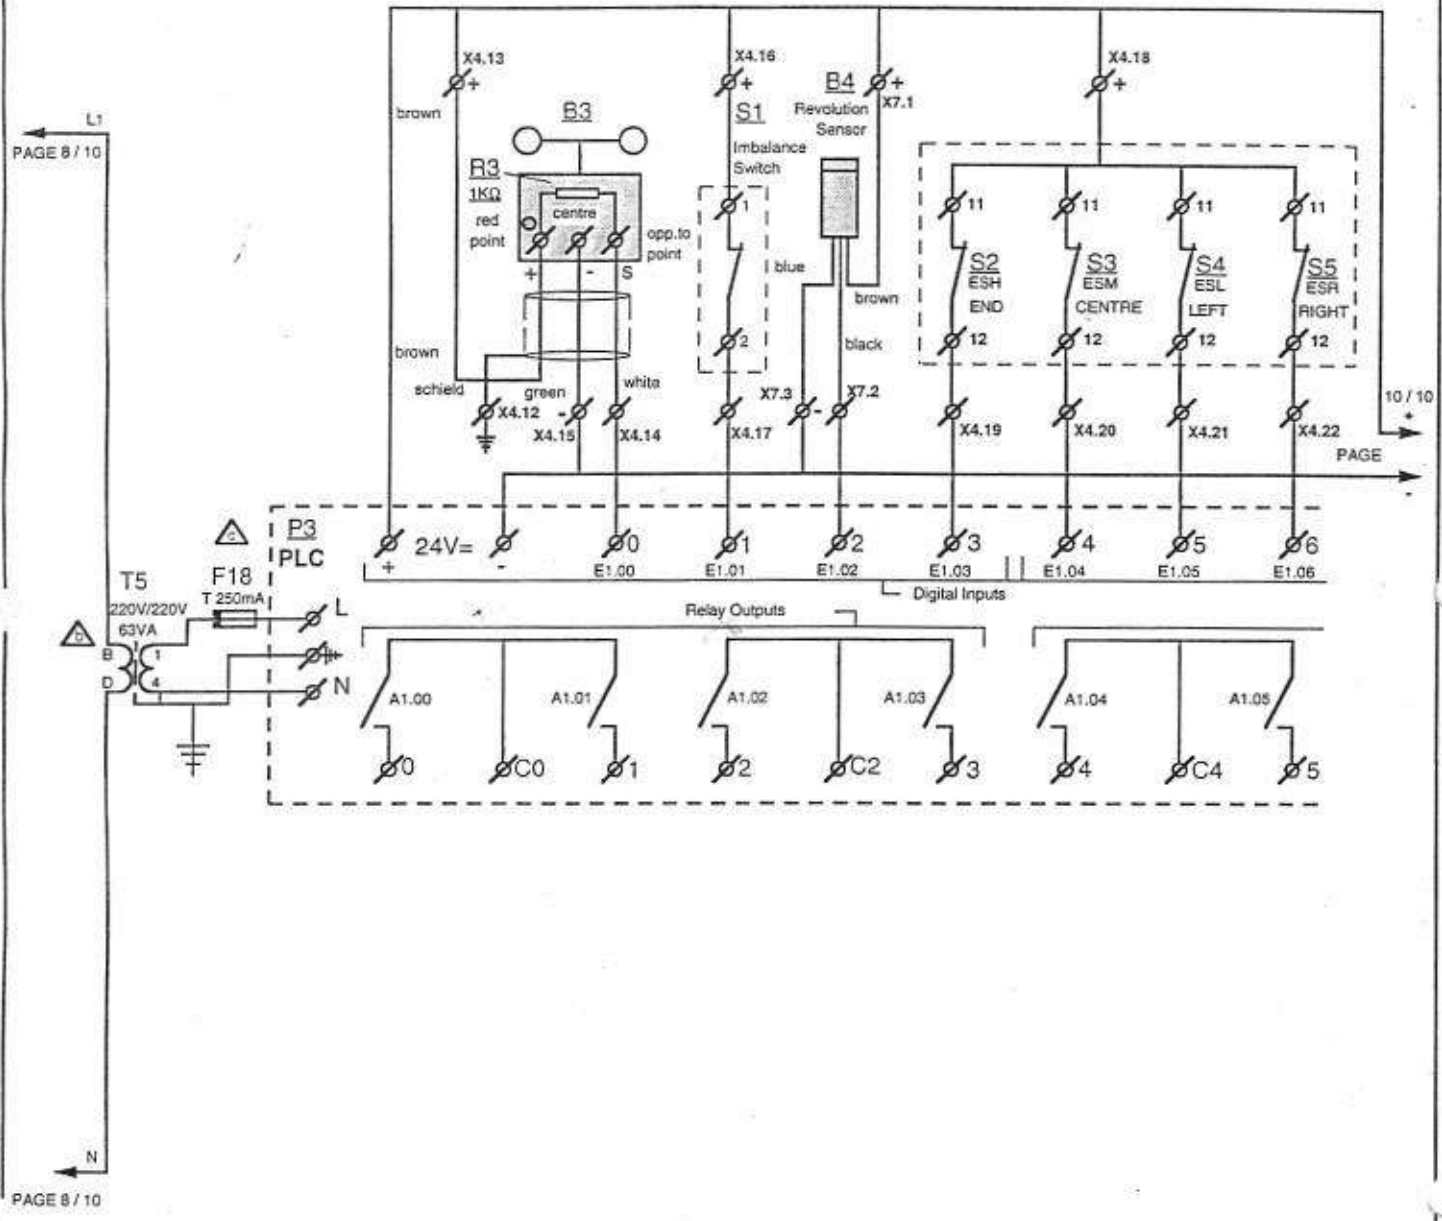 L1
PAGE 8 / 10
X4.13
+
brown
B3
R3
1KΩ
red
point
centre
opp.to
point
+ - S
brown
schield
green
white
X4.12
X4.15
-
X4.14
X4.16
+
S1
Imbalance
Switch
1
2
X4.17
B4
Revolution
Sensor
+
X7.1
blue
brown
black
X7.3
-
X7.2
X4.18
+
11
S2
ESH
END
12
X4.19
11
S3
ESM
CENTRE
12
X4.20
11
S4
ESL
LEFT
12
X4.21
11
S5
ESR
RIGHT
12
X4.22
10 / 10
+
PAGE
-
P3
PLC
24V=
+ -
0 1 2 3 4 5 6
E1.00 E1.01 E1.02 E1.03 E1.04 E1.05 E1.06
Digital Inputs
c
T5
220V/220V
63VA
b
B 1
D 4
F18
T 250mA
L
N
Relay Outputs
A1.00 A1.01 A1.02 A1.03 A1.04 A1.05
0 C0 1 2 C2 3 4 C4 5
N
PAGE 8 / 10